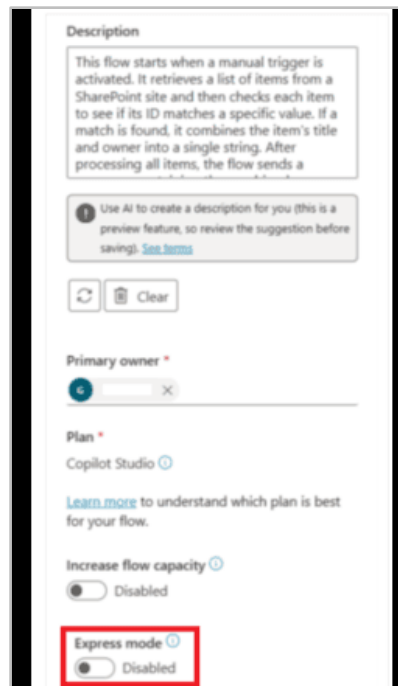 Description
This flow starts when a manual trigger is
activated. It retrieves a list of items from a
SharePoint site and then checks each item
to see if its ID matches a specific value. If a
match is found, it combines the item's title
and owner into a single string. After
processing all items, the flow sends a
Use AI to create a description for you (this is a
preview feature, so review the suggestion before
saving). See terms
Clear
Primary owner *
G
Plan *
Copilot Studio
Learn more to understand which plan is best
for your flow.
Increase flow capacity
Disabled
Express mode
Disabled